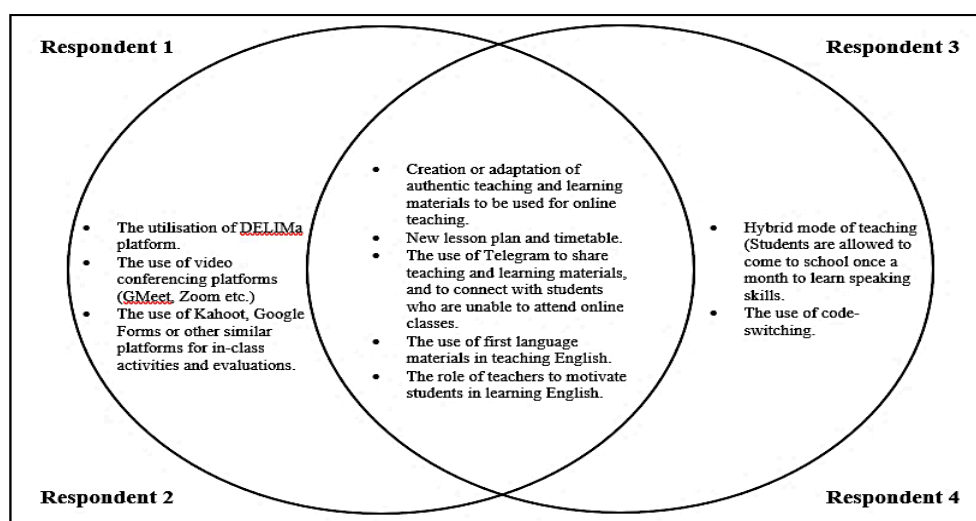 Respondent 1
Respondent 3
• The utilisation of DELIMa
platform.
• The use of video
conferencing platforms
(GMeet, Zoom etc.)
• The use of Kahoot, Google
Forms or other similar
platforms for in-class
activities and evaluations.
• Creation or adaptation of
authentic teaching and learning
materials to be used for online
teaching.
• New lesson plan and timetable.
• The use of Telegram to share
teaching and learning materials,
and to connect with students
who are unable to attend online
classes.
• The use of first language
materials in teaching English.
• The role of teachers to motivate
students in learning English.
• Hybrid mode of teaching
(Students are allowed to
come to school once a
month to learn speaking
skills.
• The use of code-
switching.
Respondent 2
Respondent 4